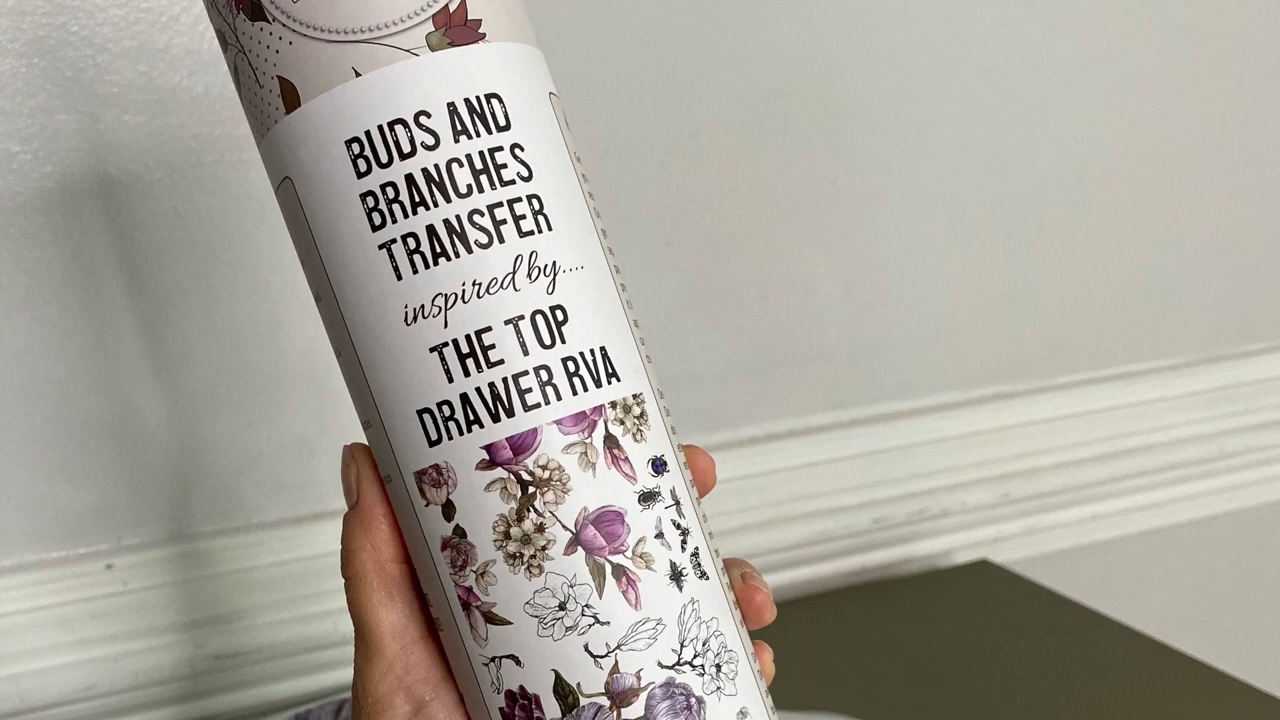 BUDS AND
BRANCHES
TRANSFER
inspired by....
THE TOP
DRAWER RVA